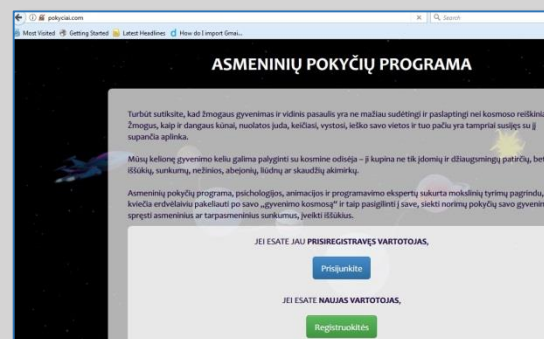 pokyciai.com
Search
Most Visited Getting Started Latest Headlines How do I import Gmai...
ASMENINIŲ POKYČIŲ PROGRAMA
Turbūt sutiksite, kad žmogaus gyvenimas ir vidinis pasaulis yra ne mažiau sudėtingi ir paslaptingi nei kosmoso reiškinia
Žmogus, kaip ir dangaus kūnai, nuolatos juda, keičiasi, vystosi, ieško savo vietos ir tuo pačiu yra tampriai susijęs su jį
supančia aplinka.
Mūsų kelionę gyvenimo keliu galima palyginti su kosmine odisėja – ji kupina ne tik įdomių ir džiaugsmingų patirčių, bet
iššūkių, sunkumų, nežinios, abejonių, liūdnų ar skaudžių akimirkų.
Asmeninių pokyčių programa, psichologijos, animacijos ir programavimo ekspertų sukurta mokslinių tyrimų pagrindu,
kviečia erdvėlaiviu pakeliauti po savo „gyvenimo kosmosą“ ir taip pasigilinti į save, siekti norimų pokyčių savo gyvenim
spręsti asmeninius ar tarpasmeninius sunkumus, įveikti iššūkius.
JEI ESATE JAU PRISIREGISTRAVĘS VARTOTOJAS,
Prisijunkite
JEI ESATE NAUJAS VARTOTOJAS,
Registruokitės